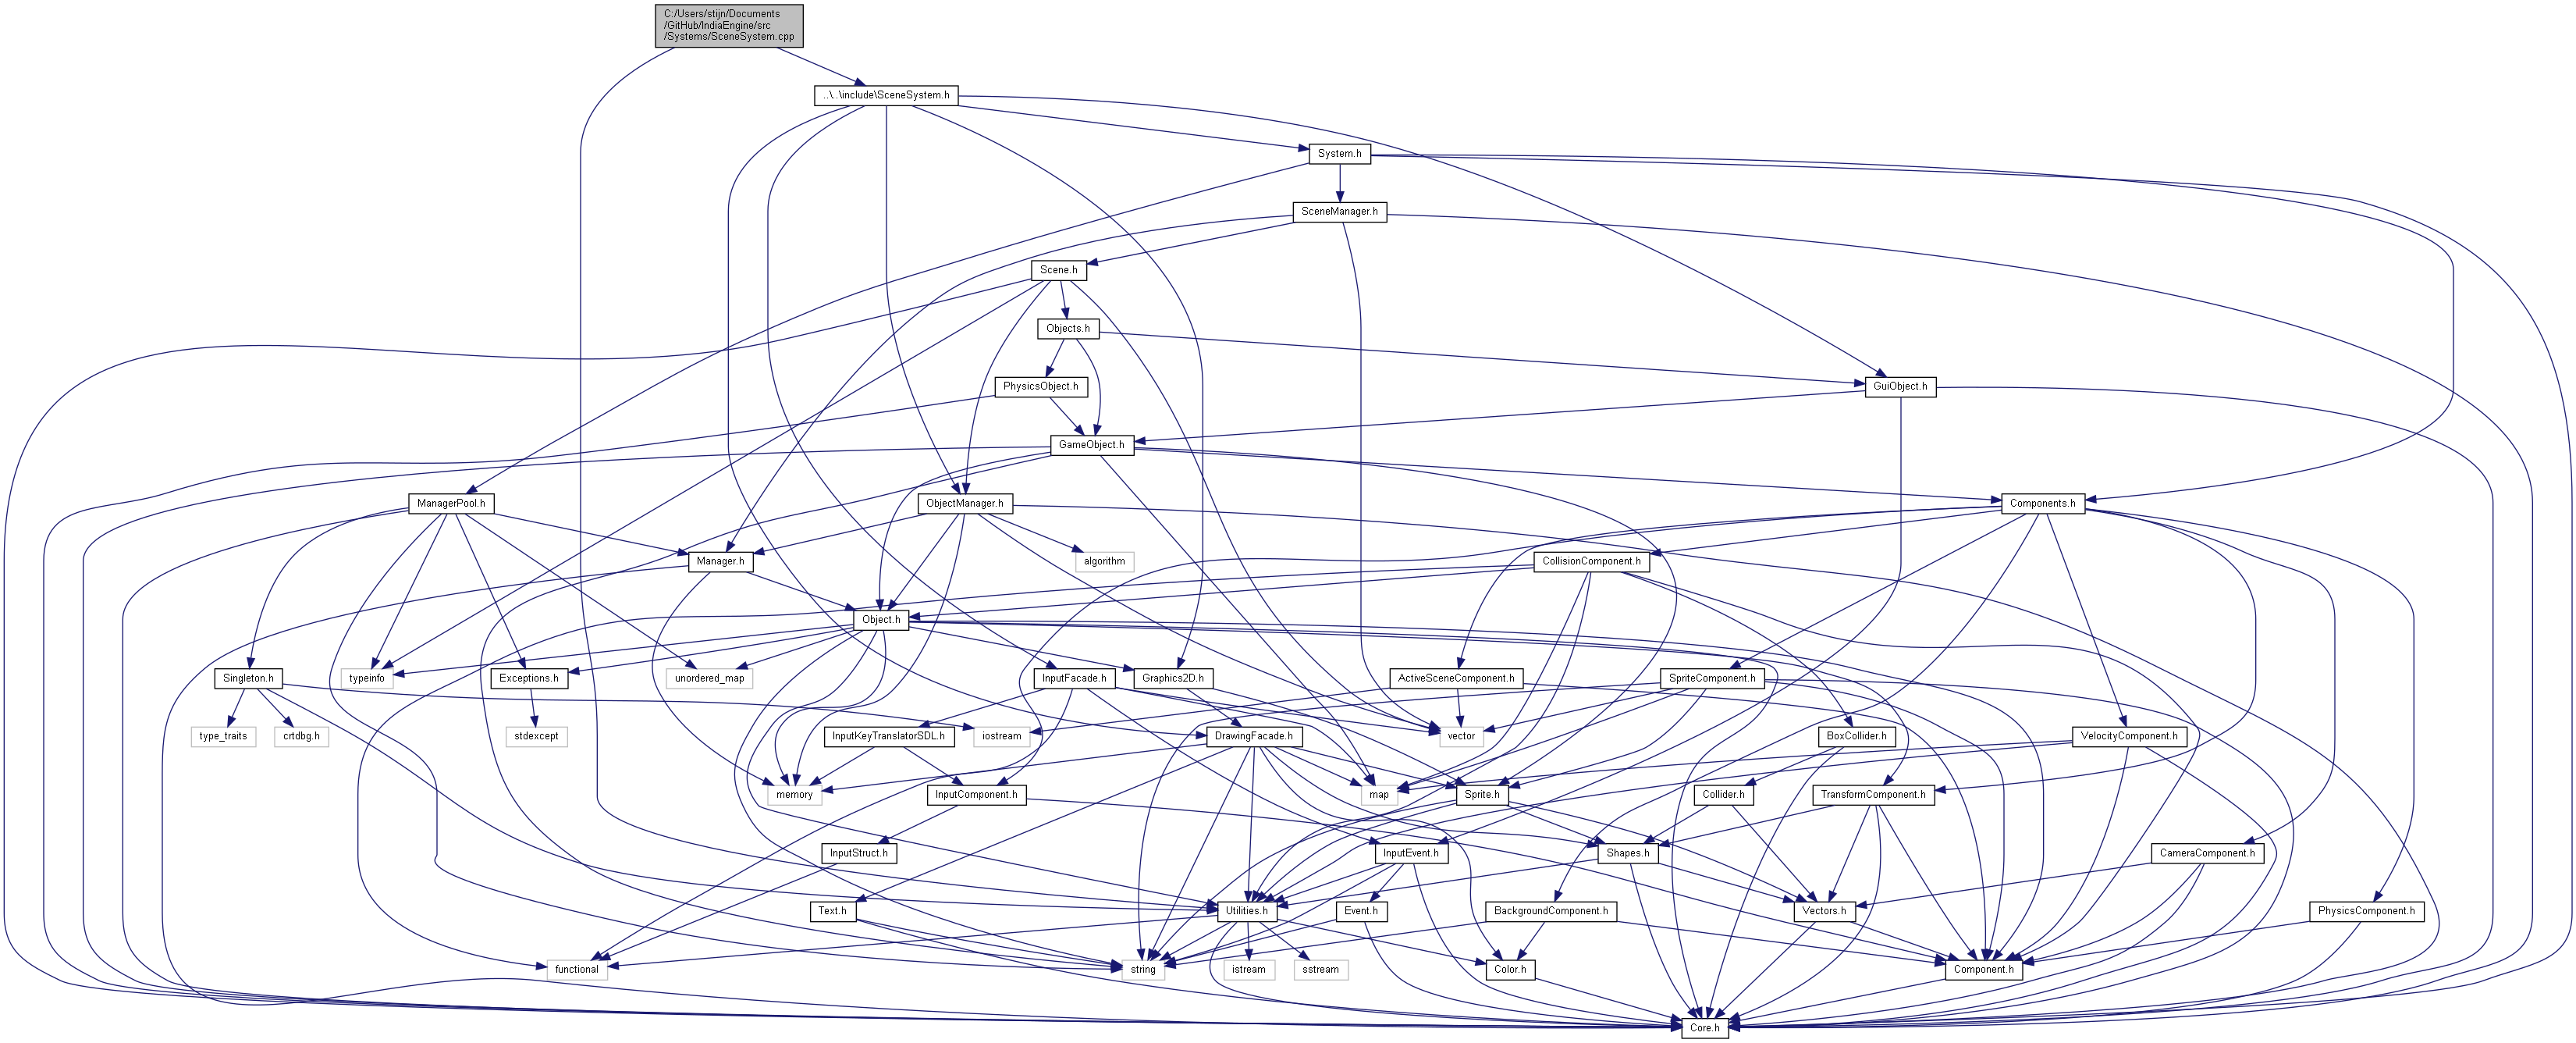 C:/Users/stijn/Documents
/GitHub/IndiaEngine/src
/Systems/SceneSystem.cpp
..\..\include\SceneSystem.h
System.h
SceneManager.h
Scene.h
Objects.h
PhysicsObject.h
GuiObject.h
GameObject.h
ManagerPool.h
ObjectManager.h
Components.h
Manager.h
algorithm
CollisionComponent.h
Object.h
Singleton.h
typeinfo
Exceptions.h
unordered_map
InputFacade.h
Graphics2D.h
ActiveSceneComponent.h
SpriteComponent.h
type_traits
crtdbg.h
stdexcept
InputKeyTranslatorSDL.h
iostream
DrawingFacade.h
vector
BoxCollider.h
VelocityComponent.h
memory
InputComponent.h
map
Sprite.h
Collider.h
TransformComponent.h
InputStruct.h
InputEvent.h
Shapes.h
CameraComponent.h
Text.h
Utilities.h
Event.h
BackgroundComponent.h
Vectors.h
PhysicsComponent.h
functional
string
istream
sstream
Color.h
Component.h
Core.h